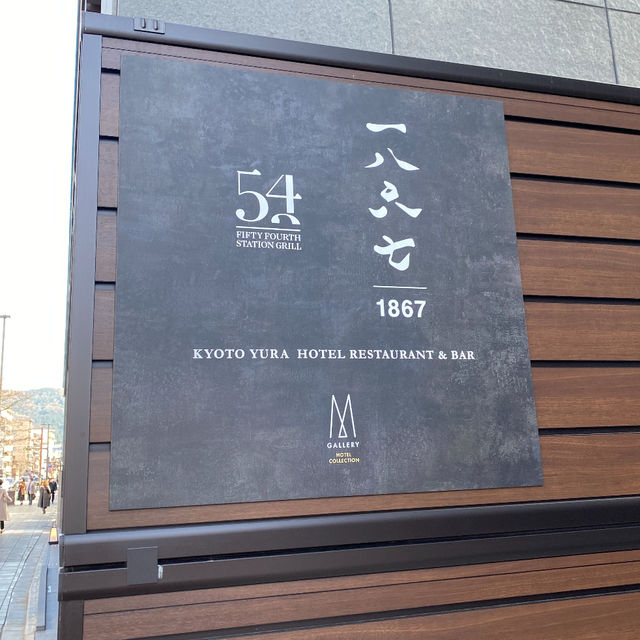 54
FIFTY FOURTH
STATION GRILL
一八六七
1867
KYOTO YURA HOTEL RESTAURANT & BAR
M
GALLERY
HOTEL
COLLECTION